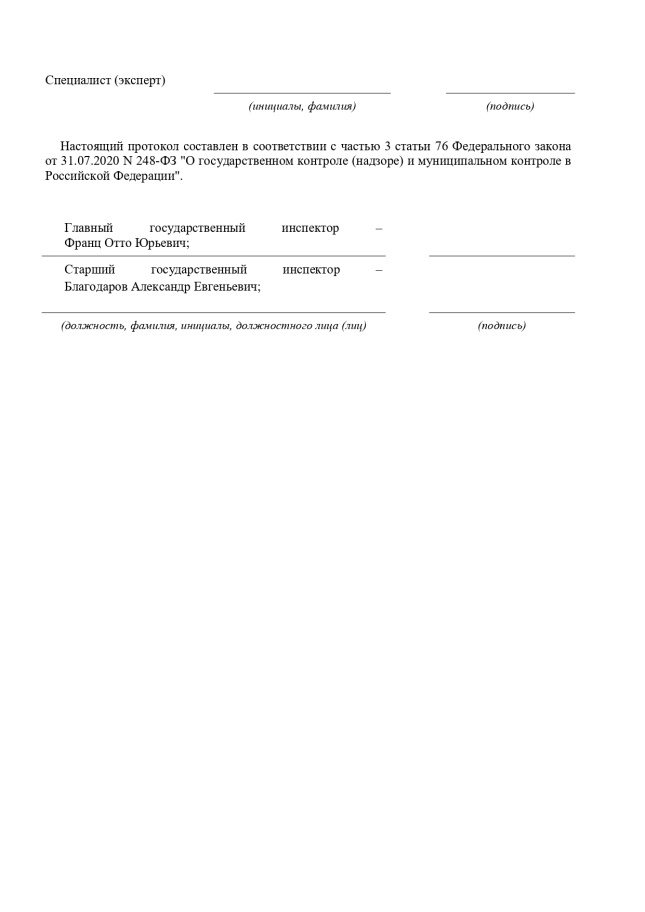 Специалист (эксперт)
(инициалы, фамилия) (подпись)
Настоящий протокол составлен в соответствии с частью 3 статьи 76 Федерального закона
от 31.07.2020 N 248-ФЗ "О государственном контроле (надзоре) и муниципальном контроле в
Российской Федерации".
Главный государственный инспектор –
Франц Отто Юрьевич;
Старший государственный инспектор –
Благодаров Александр Евгеньевич;
(должность, фамилия, инициалы, должностного лица (лиц) (подпись)